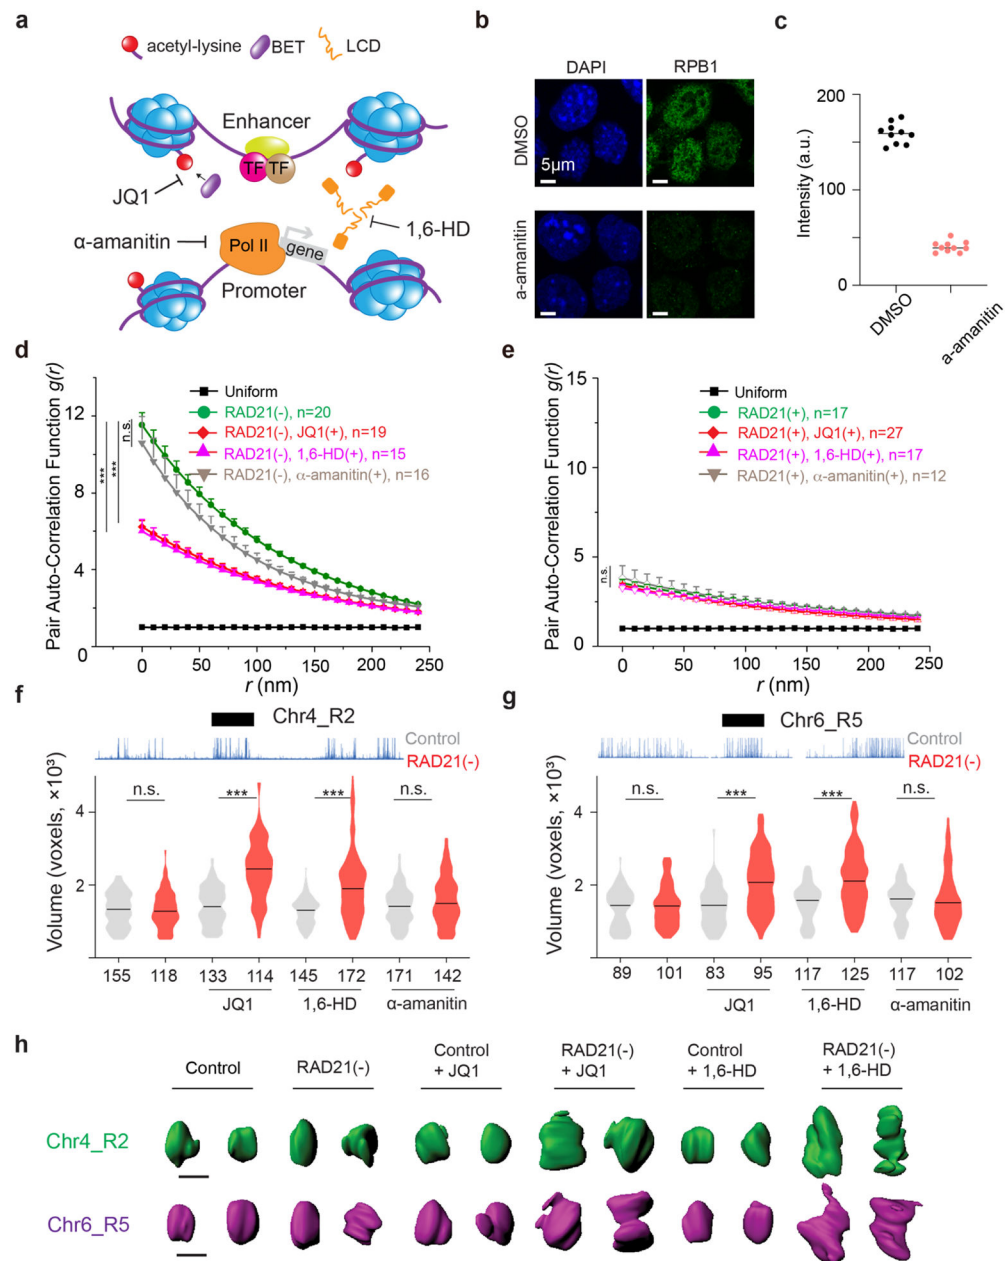 a
acetyl-lysine BET LCD
Enhancer
TF TF
JQ1
1,6-HD
α-amanitin
Pol II
gene
Promoter
b
DAPI RPB1
DMSO
5μm
a-amanitin
c
Intensity (a.u.)
200
100
0
DMSO
a-amanitin
d
Pair Auto-Correlation Function g(r)
12
8
4
0
n.s.
***
***
Uniform
RAD21(-), n=20
RAD21(-), JQ1(+), n=19
RAD21(-), 1,6-HD(+), n=15
RAD21(-), α-amanitin(+), n=16
0 50 100 150 200 250
r (nm)
e
Pair Auto-Correlation Function g(r)
15
10
5
0
n.s.
Uniform
RAD21(+), n=17
RAD21(+), JQ1(+), n=27
RAD21(+), 1,6-HD(+), n=17
RAD21(+), α-amanitin(+), n=12
0 50 100 150 200 250
r (nm)
f
Chr4_R2
Control
RAD21(-)
Volume (voxels, ×10³)
4
2
n.s. *** *** n.s.
155 118 133 114 145 172 171 142
JQ1 1,6-HD α-amanitin
g
Chr6_R5
Control
RAD21(-)
Volume (voxels, ×10³)
4
2
n.s. *** *** n.s.
89 101 83 95 117 125 117 102
JQ1 1,6-HD α-amanitin
h
Control RAD21(-) Control + JQ1 RAD21(-) + JQ1 Control + 1,6-HD RAD21(-) + 1,6-HD
Chr4_R2
Chr6_R5